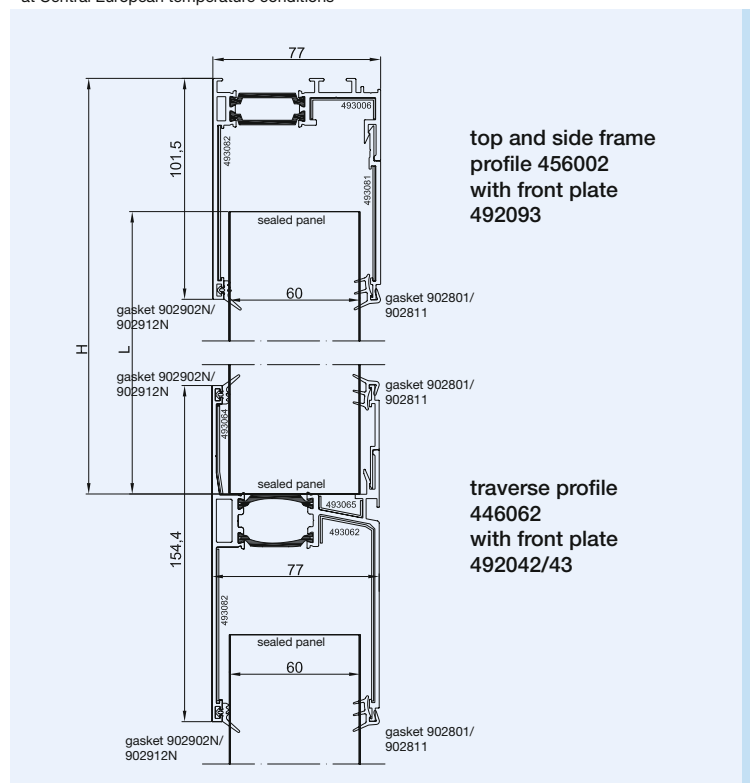 at Central European temperature conditions
77
493006
101,5
493082
493081
top and side frame
profile 456002
with front plate
492093
sealed panel
60
gasket 902902N/
902912N
gasket 902801/
902811
H
L
gasket 902902N/
902912N
gasket 902801/
902811
493064
sealed panel
493065
493062
traverse profile
446062
with front plate
492042/43
154,4
77
493082
sealed panel
60
gasket 902902N/
902912N
gasket 902801/
902811